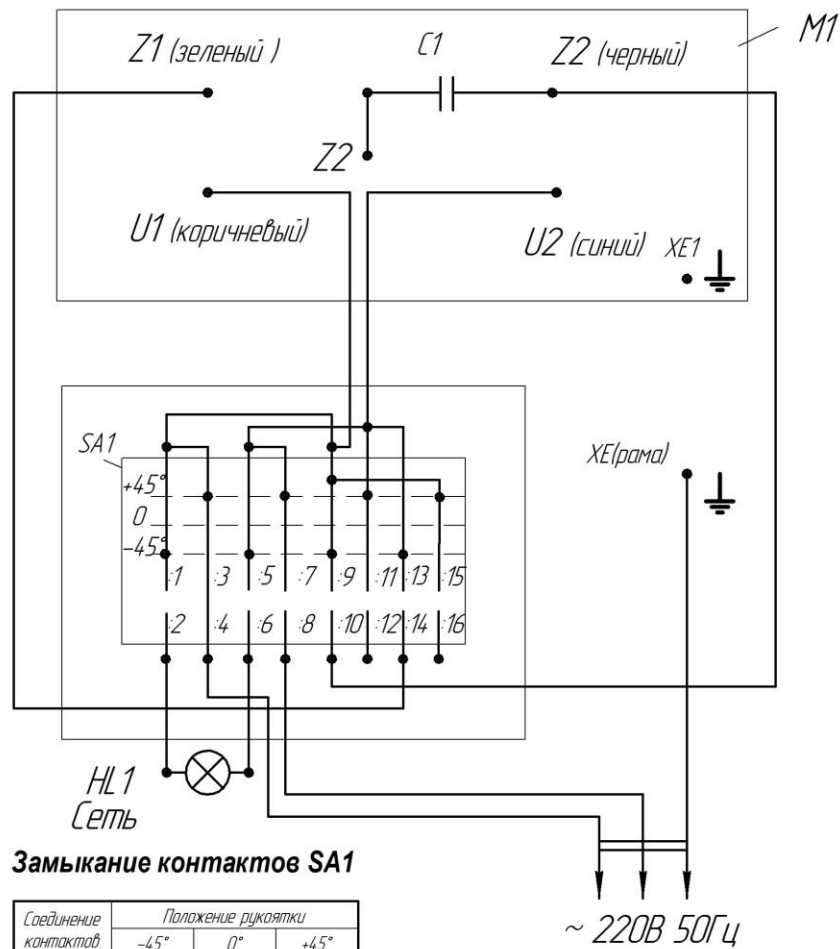 M1
Z1 (зеленый )
C1
Z2 (черный)
Z2
U1 (коричневый)
U2 (синий)
XE1
SA1
XE(рама)
+45°
0
-45°
:1 :3 :5 :7 :9 :11 :13 :15
:2 :4 :6 :8 :10 :12 :14 :16
HL1
Сеть
Замыкание контактов SA1
Соединение контактов
Положение рукоятки
-45° 0° +45°
~ 220В 50Гц